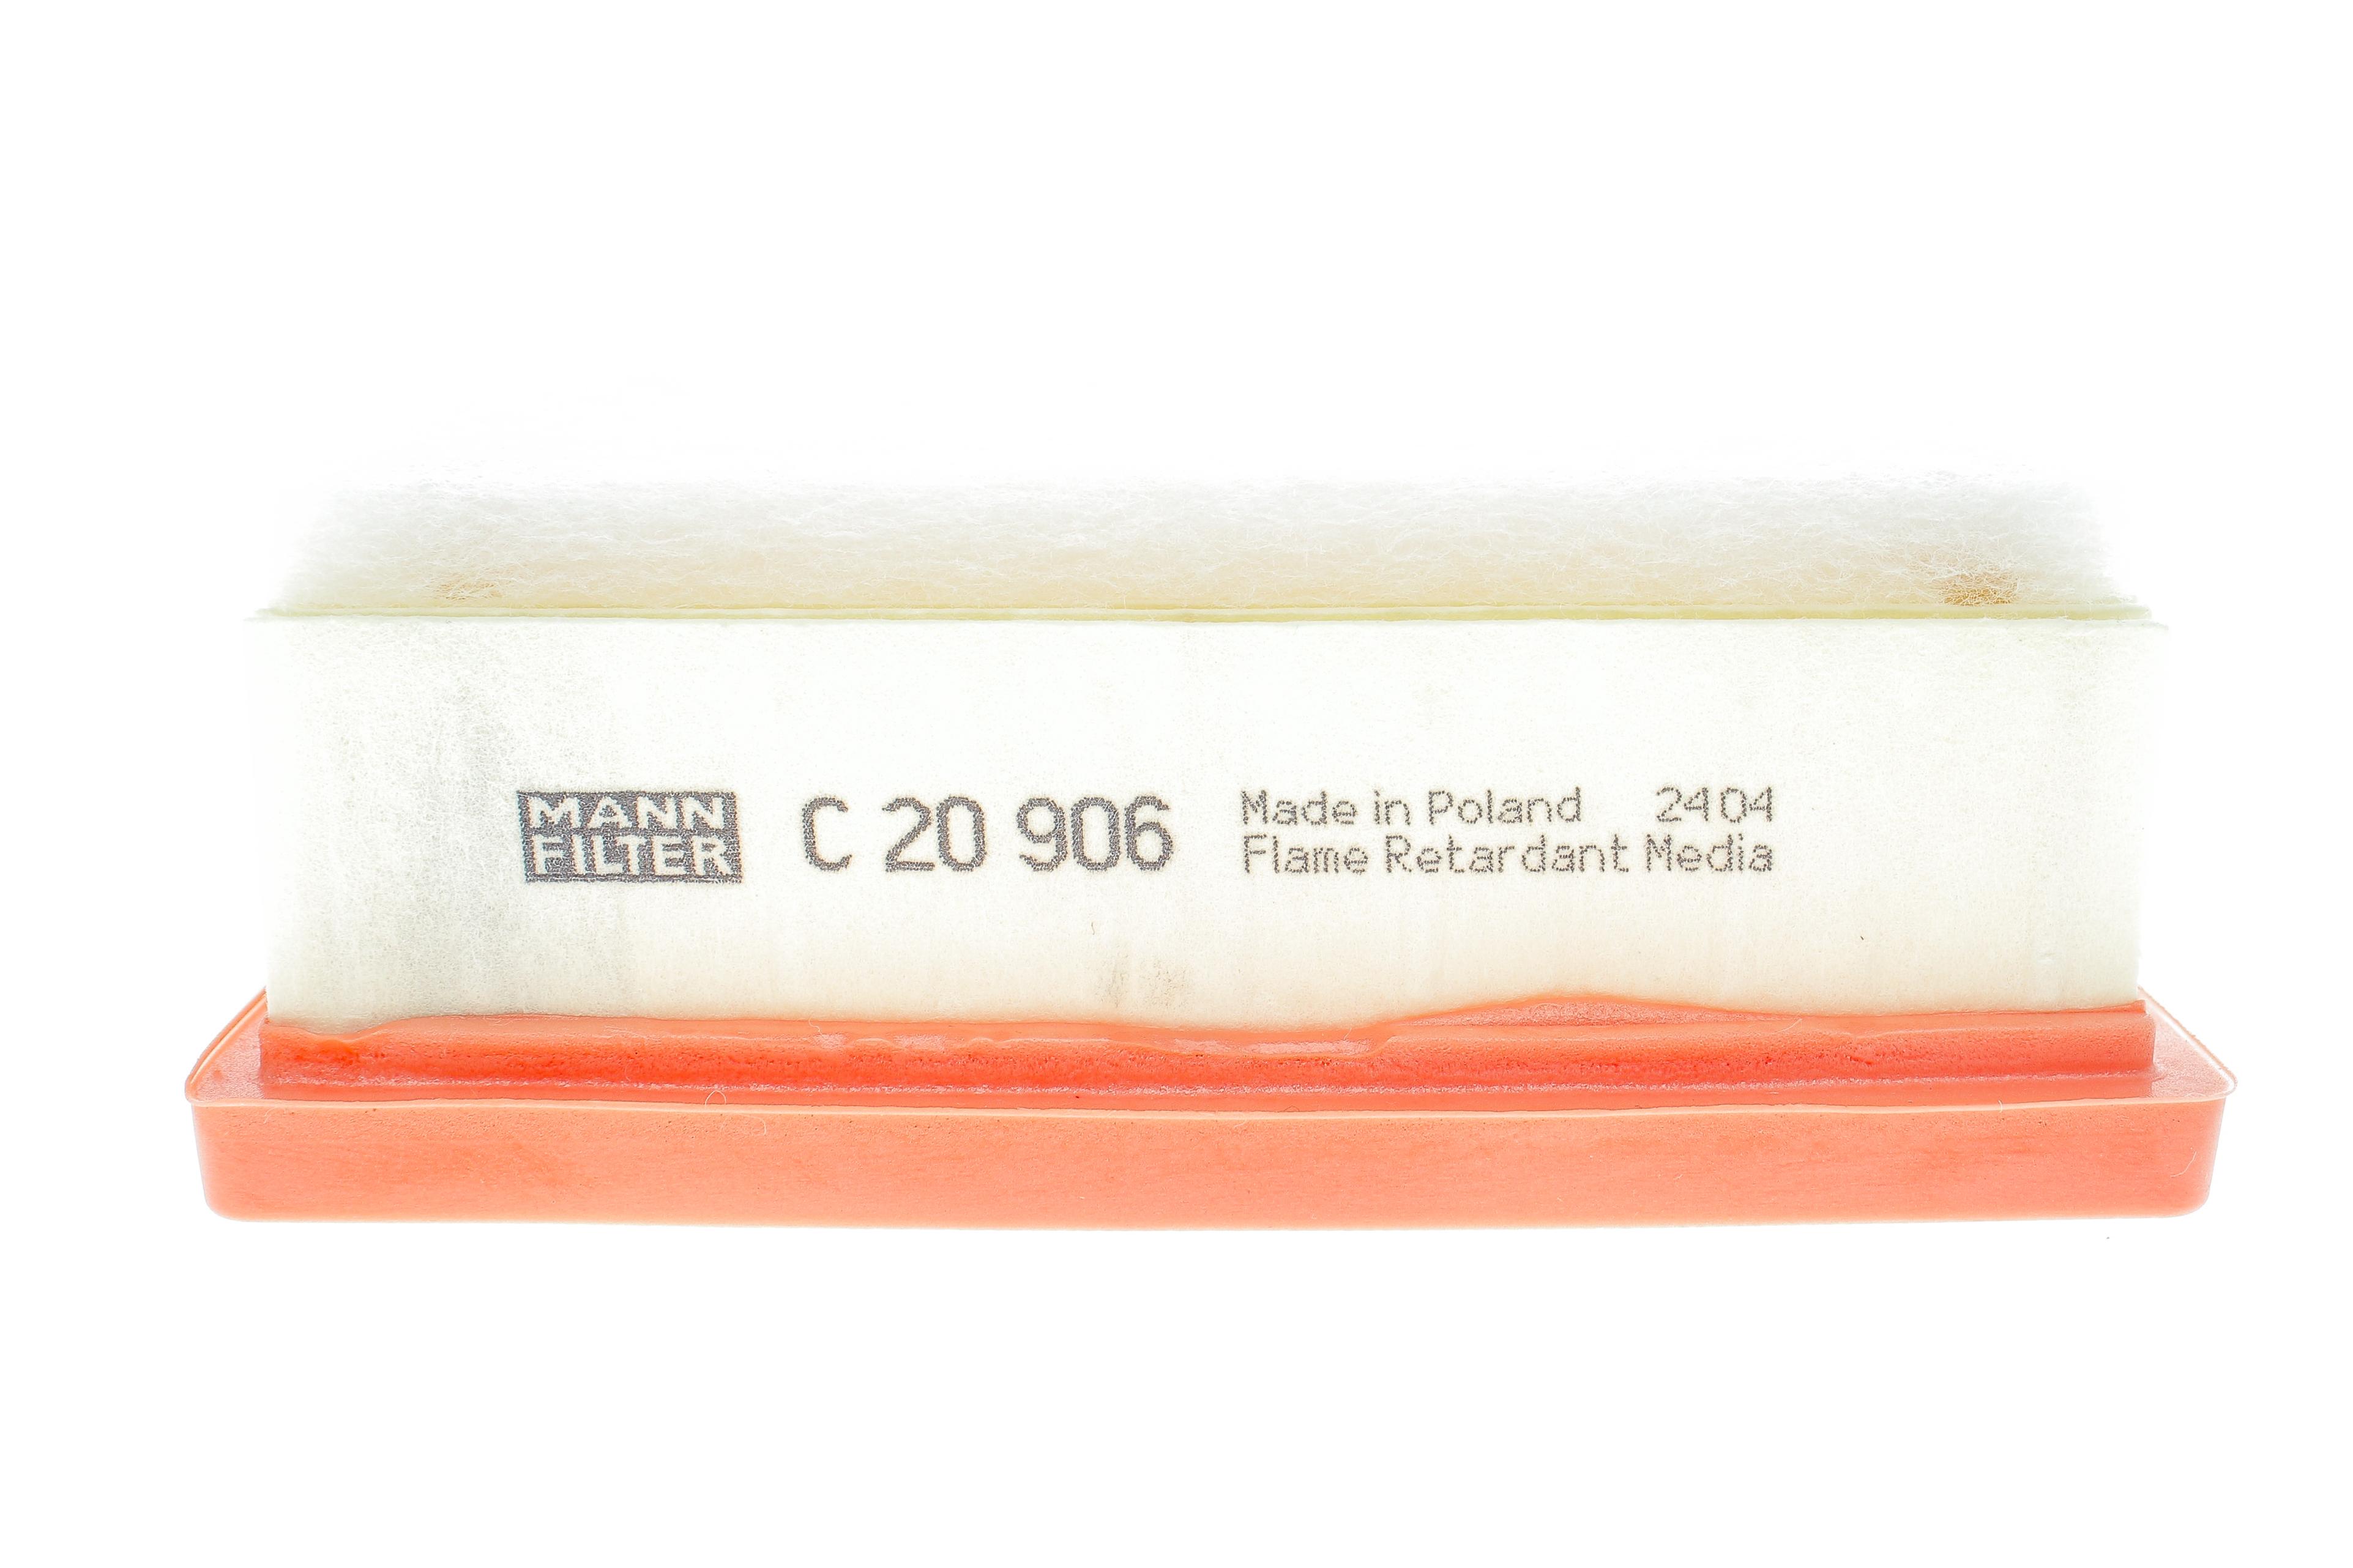 MANN
FILTER
C 20 906
Made in Poland 2404
Flame Retardant Media